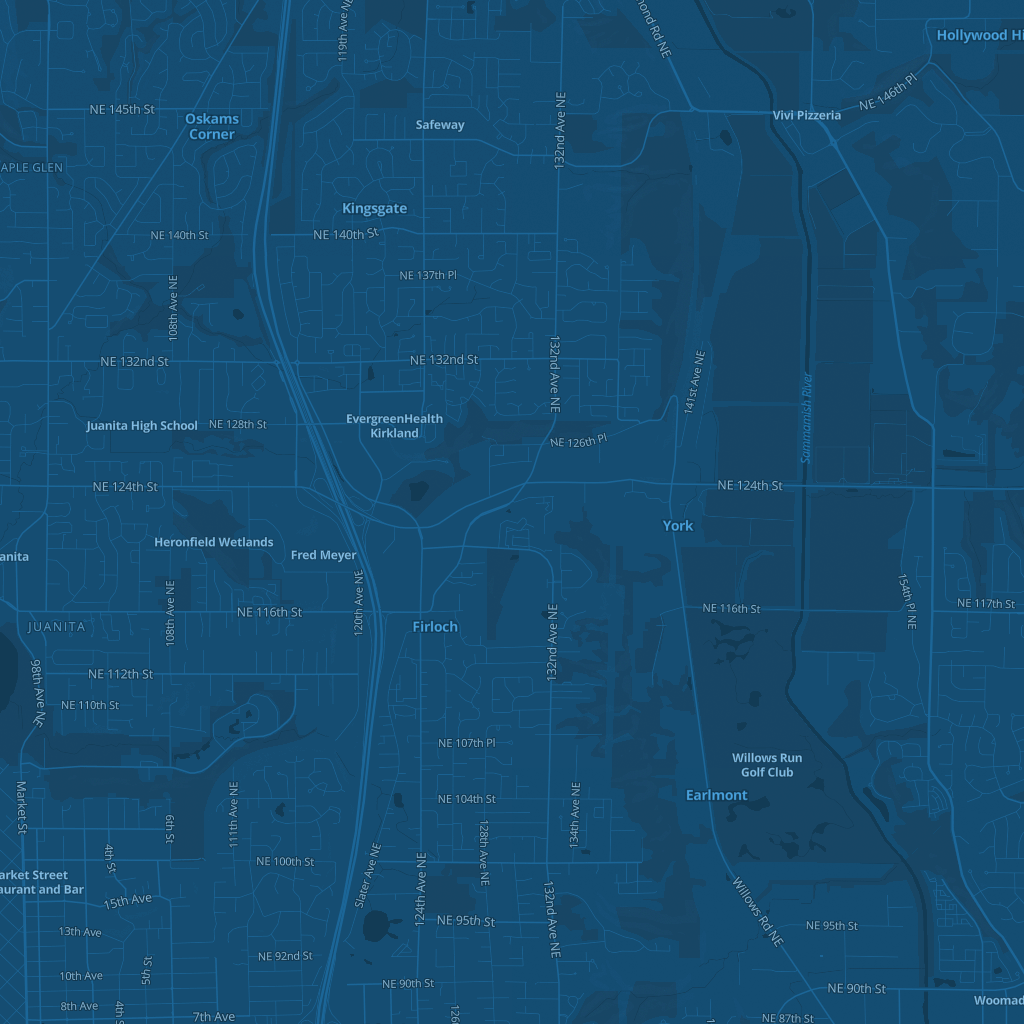 119th Ave NE
mond Rd NE
Hollywood Hi
NE 145th St
Oskams
Corner
Safeway
132nd Ave NE
Vivi Pizzeria
NE 146th Pl
APLE GLEN
Kingsgate
NE 140th St
NE 140th St
NE 137th Pl
108th Ave NE
NE 132nd St
NE 132nd St
132nd Ave NE
141st Ave NE
Sammamish River
Juanita High School
NE 128th St
EvergreenHealth
Kirkland
NE 126th Pl
NE 124th St
NE 124th St
York
Heronfield Wetlands
Fred Meyer
anita
108th Ave NE
120th Ave NE
NE 116th St
132nd Ave NE
NE 116th St
154th Pl NE
NE 117th St
JUANITA
Firloch
98th Ave NE
NE 112th St
NE 110th St
NE 107th Pl
Willows Run
Golf Club
Market St
111th Ave NE
NE 104th St
134th Ave NE
Earlmont
6th St
4th St
128th Ave NE
NE 100th St
Slater Ave NE
124th Ave NE
132nd Ave NE
Willows Rd NE
arket Street
aurant and Bar
15th Ave
NE 95th St
NE 95th St
13th Ave
NE 92nd St
5th St
10th Ave
NE 90th St
NE 90th St
Woomad
8th Ave
4th S
7th Ave
126
1
NE 87th St